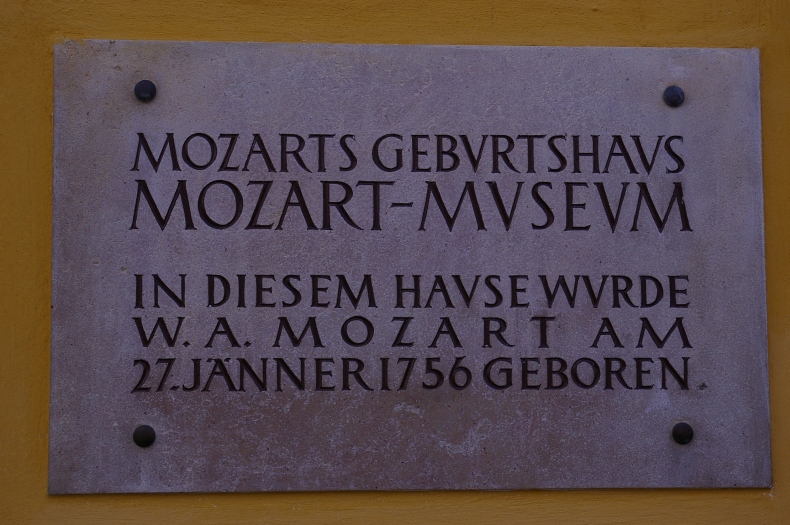 MOZARTS GEBVRTSHAVS
MOZART-MVSEVM
IN DIESEM HAVSE WVRDE
W. A. MOZART AM
27. JÄNNER 1756 GEBOREN.